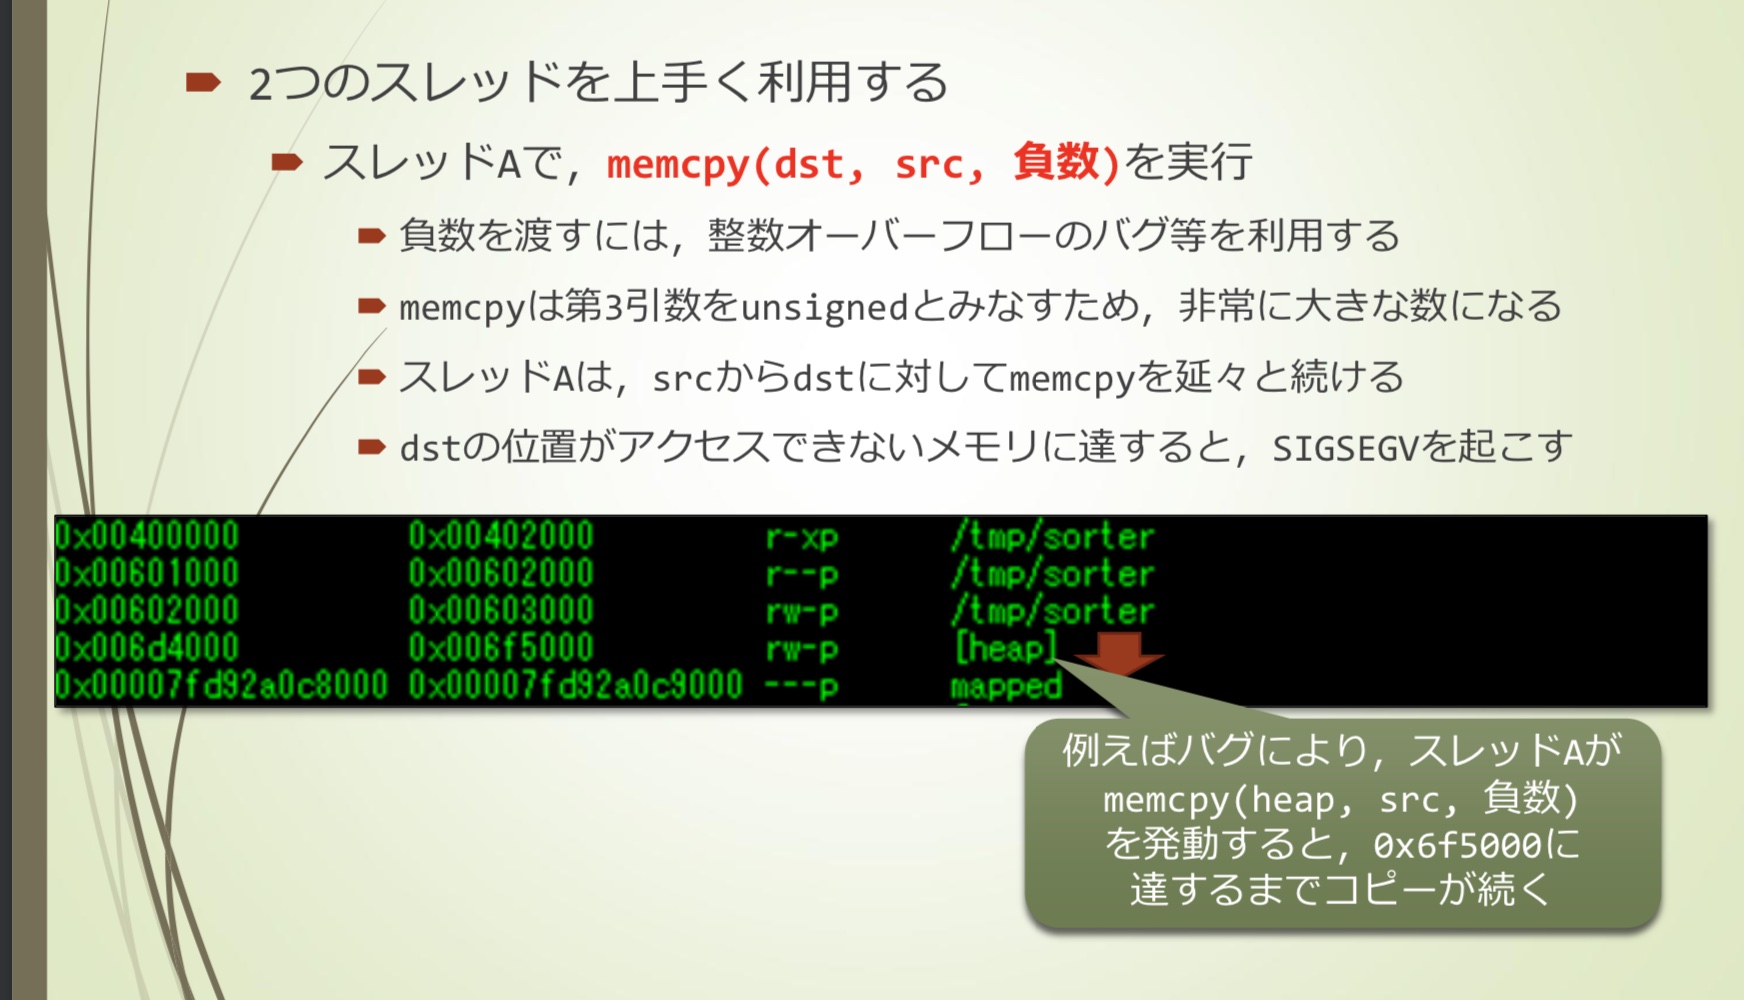 2つのスレッドを上手く利用する
スレッドAで，memcpy(dst, src, 負数)を実行
負数を渡すには，整数オーバーフローのバグ等を利用する
memcpyは第3引数をunsignedとみなすため，非常に大きな数になる
スレッドAは，srcからdstに対してmemcpyを延々と続ける
dstの位置がアクセスできないメモリに達すると，SIGSEGVを起こす
0x00400000 0x00402000 r-xp /tmp/sorter
0x00601000 0x00602000 r--p /tmp/sorter
0x00602000 0x00603000 rw-p /tmp/sorter
0x006d4000 0x006f5000 rw-p [heap]
0x00007fd92a0c8000 0x00007fd92a0c9000 ---p mapped
例えばバグにより，スレッドAが
memcpy(heap, src, 負数)
を発動すると，0x6f5000に
達するまでコピーが続く